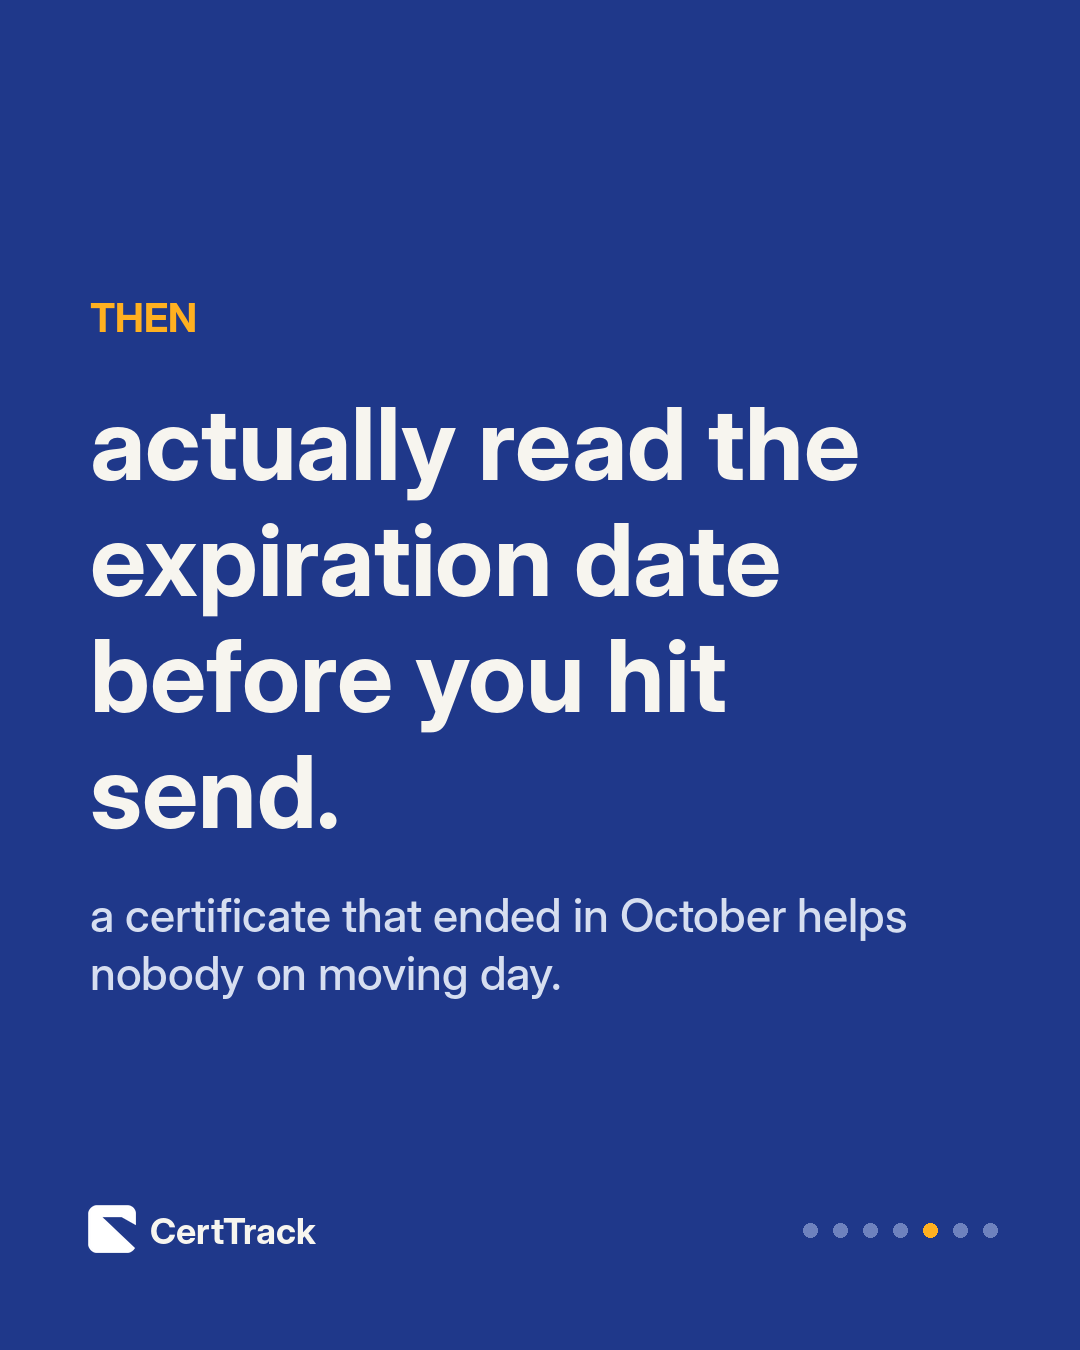 THEN
actually read the
expiration date
before you hit
send.
a certificate that ended in October helps
nobody on moving day.
CertTrack